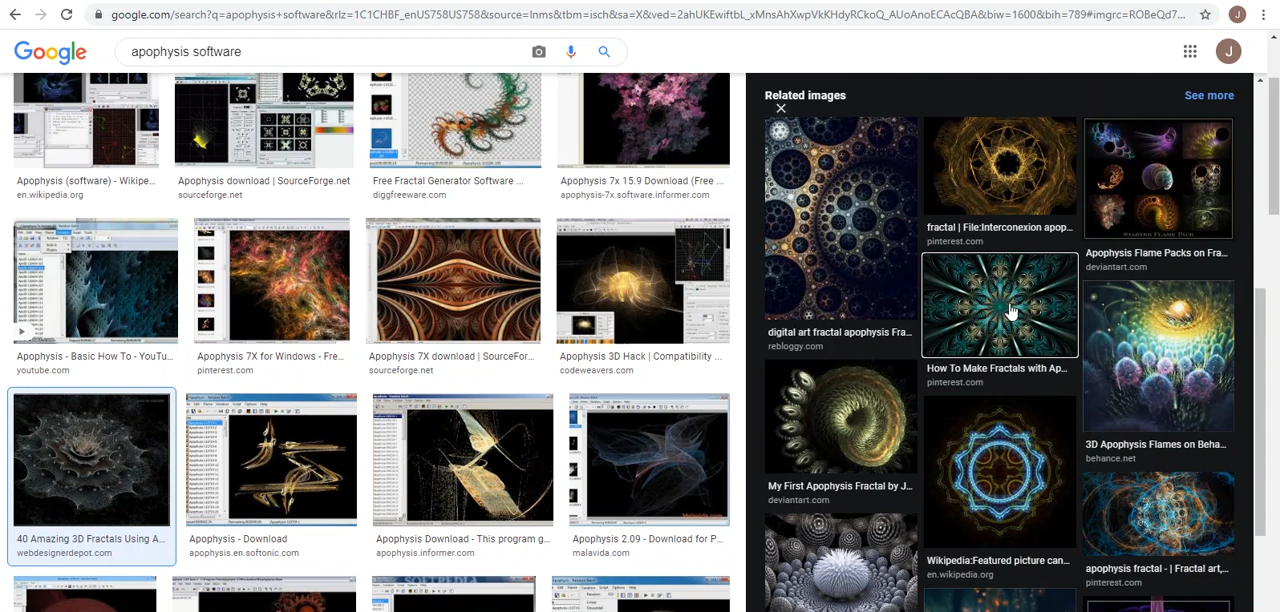 google.com/search?q=apophysis+software&rlz=1C1CHBF_enUS758US758&source=lnms&tbm=isch&sa=X&ved=2ahUKEwiftbL_xMnsAhXwpVkKHdyRCkoQ_AUoAnoECAcQBA&biw=1600&bih=789#imgrc=ROBeQd7...
J
Google
apophysis software
J
Apophysis (software) - Wikipe...
en.wikipedia.org
Apophysis download | SourceForge.net
sourceforge.net
Free Fractal Generator Software ...
diggfreeware.com
Apophysis 7x 15.9 Download (Free ...
apophysis-7x.software.informer.com
Apophysis - Basic How To - YouTu...
youtube.com
Apophysis 7X for Windows - Fre...
pinterest.com
Apophysis 7X download | SourceFor...
sourceforge.net
Apophysis 3D Hack | Compatibility ...
codeweavers.com
40 Amazing 3D Fractals Using A...
webdesignerdepot.com
Apophysis - Download
apophysis.en.softonic.com
Apophysis Download - This program g...
apophysis.informer.com
Apophysis 2.09 - Download for P...
malavida.com
SOFTPEDIA
Related images
See more
digital art fractal apophysis Fra...
rebloggy.com
fractal | File:Interconexion apop...
pinterest.com
Apophysis Flame Packs on Fra...
deviantart.com
How To Make Fractals with Ap...
pinterest.com
3D Apophysis Flames on Beha...
behance.net
My First Apophysis Fractal by J...
deviantart.com
Wikipedia:Featured picture can...
en.wikipedia.org
apophysis fractal - | Fractal art,...
pinterest.com